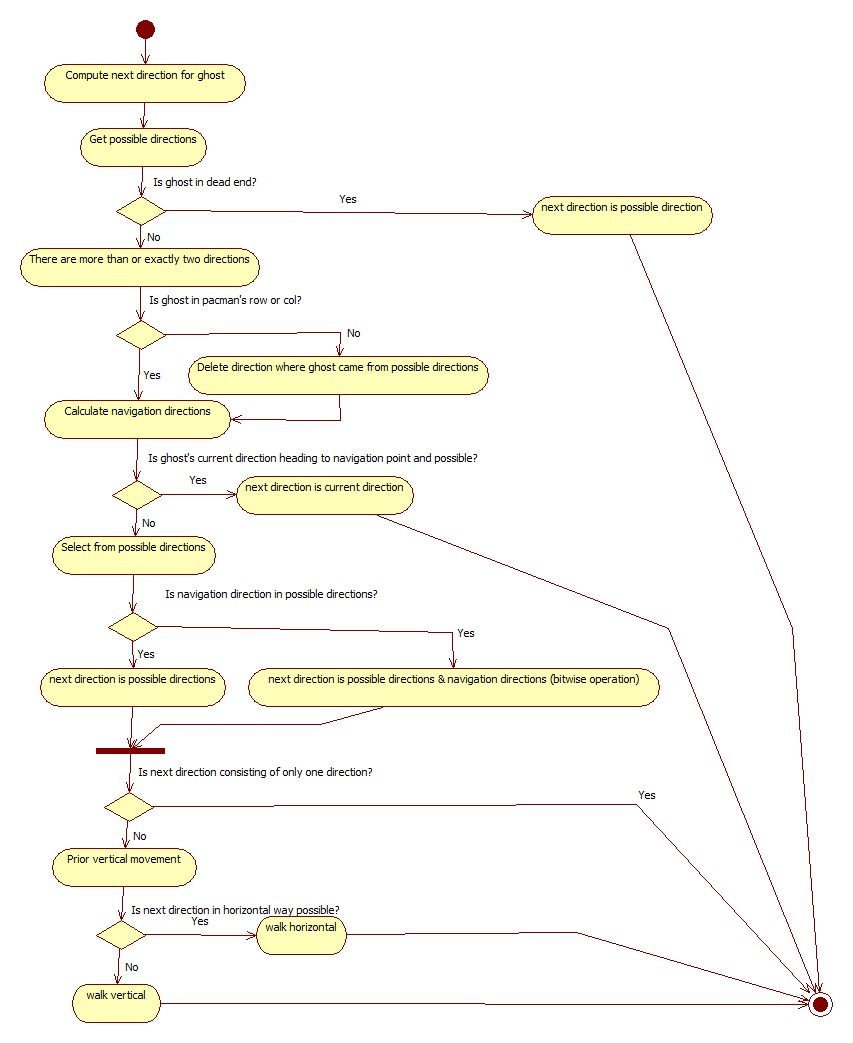 Compute next direction for ghost
Get possible directions
Is ghost in dead end?
Yes
next direction is possible direction
No
There are more than or exactly two directions
Is ghost in pacman's row or col?
No
Delete direction where ghost came from possible directions
Yes
Calculate navigation directions
Is ghost's current direction heading to navigation point and possible?
Yes
next direction is current direction
No
Select from possible directions
Is navigation direction in possible directions?
Yes
Yes
next direction is possible directions
next direction is possible directions & navigation directions (bitwise operation)
Is next direction consisting of only one direction?
Yes
No
Prior vertical movement
Is next direction in horizontal way possible?
Yes
walk horizontal
No
walk vertical